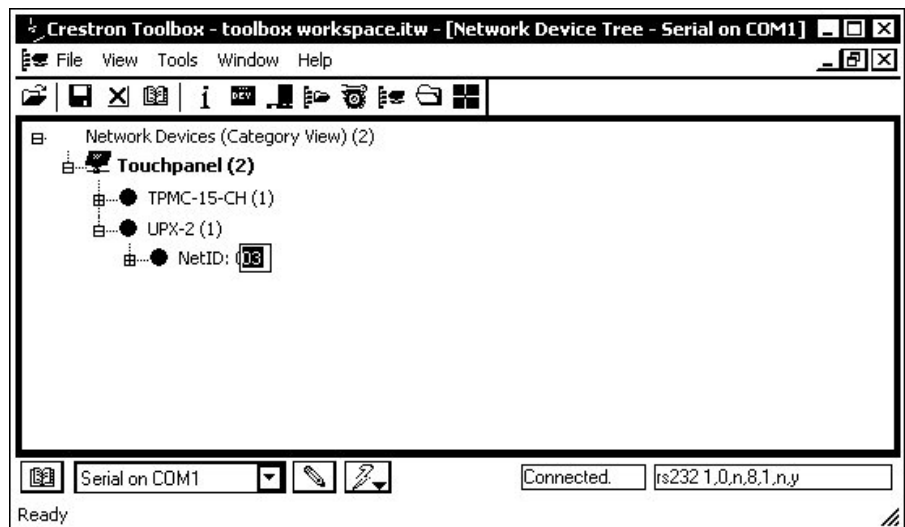 Crestron Toolbox - toolbox workspace.itw - [Network Device Tree - Serial on COM1]
File View Tools Window Help
i DEV
Network Devices (Category View) (2)
Touchpanel (2)
TPMC-15-CH (1)
UPX-2 (1)
NetID: (03
Serial on COM1 Connected. rs232 1,0,n,8,1,n,y
Ready